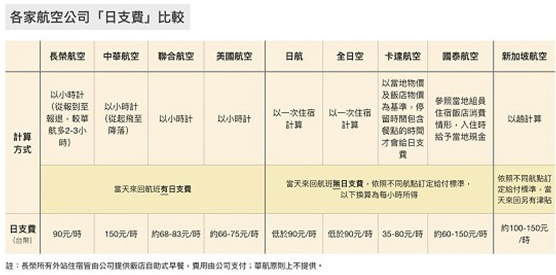 各家航空公司「日支費」比較
長榮航空 中華航空 聯合航空 美國航空 日航 全日空 卡達航空 國泰航空 新加坡航空
計算
方式
以小時計
（從報到至
報退，較華
航多2-3小
時）
以小時計
（從起飛至
降落）
以小時計
以小時計
以一次住宿
計算
以一次住宿
計算
以當地物價
及飯店物價
為基準，停
留時間包含
餐點的時間
才會給日支
費
參照當地組員
住宿飯店消費
情形，入住時
給予當地現金
以趟計算
當天來回航班有日支費
當天來回航班無日支費，依照不同航點訂定給付標準，
以下換算為每小時所得
依照不同航點訂
定給付標準，當
天來回另有津貼
日支費
（台幣）
90元/時 150元/時 約68-83元/時 約66-75元/時 低於90元/時 低於90元/時 35-80元/時 約60-150元/時 約100-150
元/時
註：長榮所有外站住宿皆由公司提供飯店自助式早餐，費用由公司支付；華航原則上不提供。